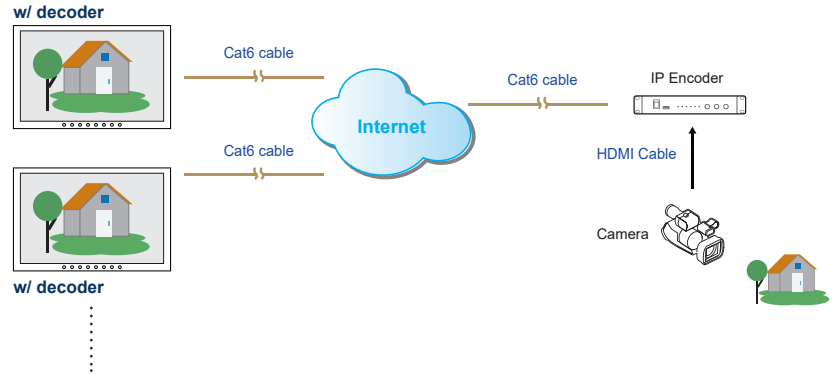 w/ decoder
Cat6 cable
Cat6 cable
IP Encoder
Internet
Cat6 cable
HDMI Cable
Camera
w/ decoder